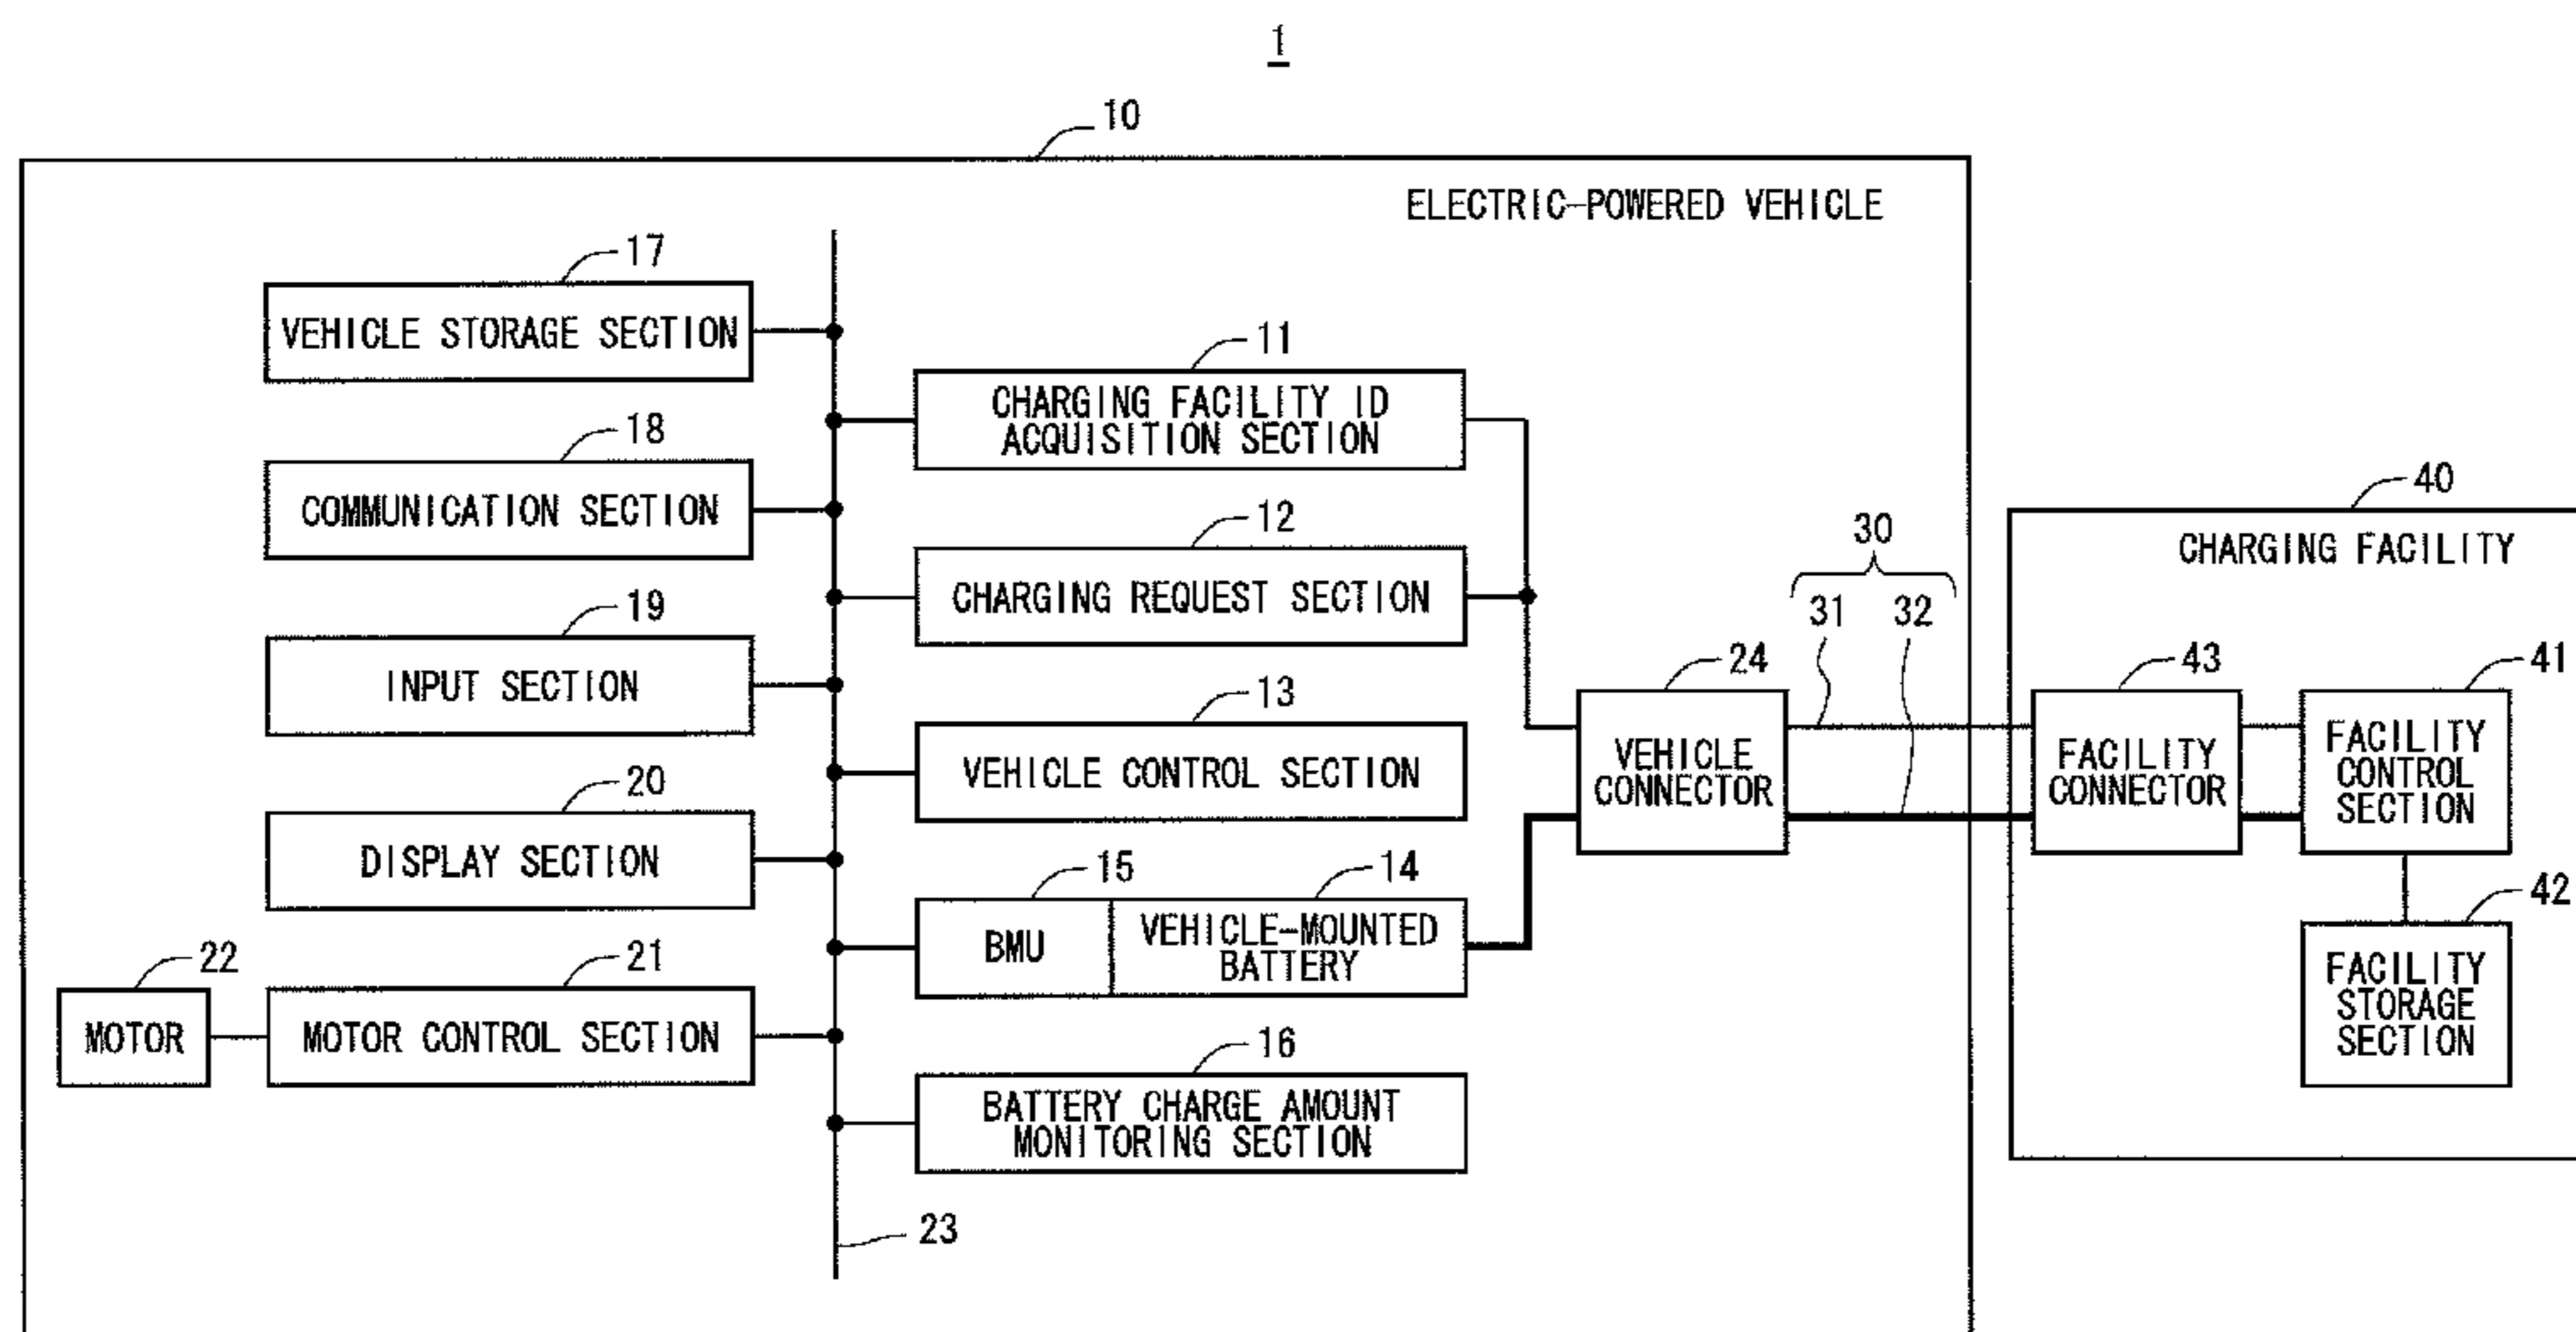 1
10
ELECTRIC-POWERED VEHICLE
17
VEHICLE STORAGE SECTION
11
CHARGING FACILITY ID
ACQUISITION SECTION
18
COMMUNICATION SECTION
12
CHARGING REQUEST SECTION
30
31
32
40
CHARGING FACILITY
19
INPUT SECTION
13
VEHICLE CONTROL SECTION
24
VEHICLE
CONNECTOR
43
FACILITY
CONNECTOR
41
FACILITY
CONTROL
SECTION
20
DISPLAY SECTION
15
BMU
14
VEHICLE-MOUNTED
BATTERY
42
FACILITY
STORAGE
SECTION
22
MOTOR
21
MOTOR CONTROL SECTION
16
BATTERY CHARGE AMOUNT
MONITORING SECTION
23